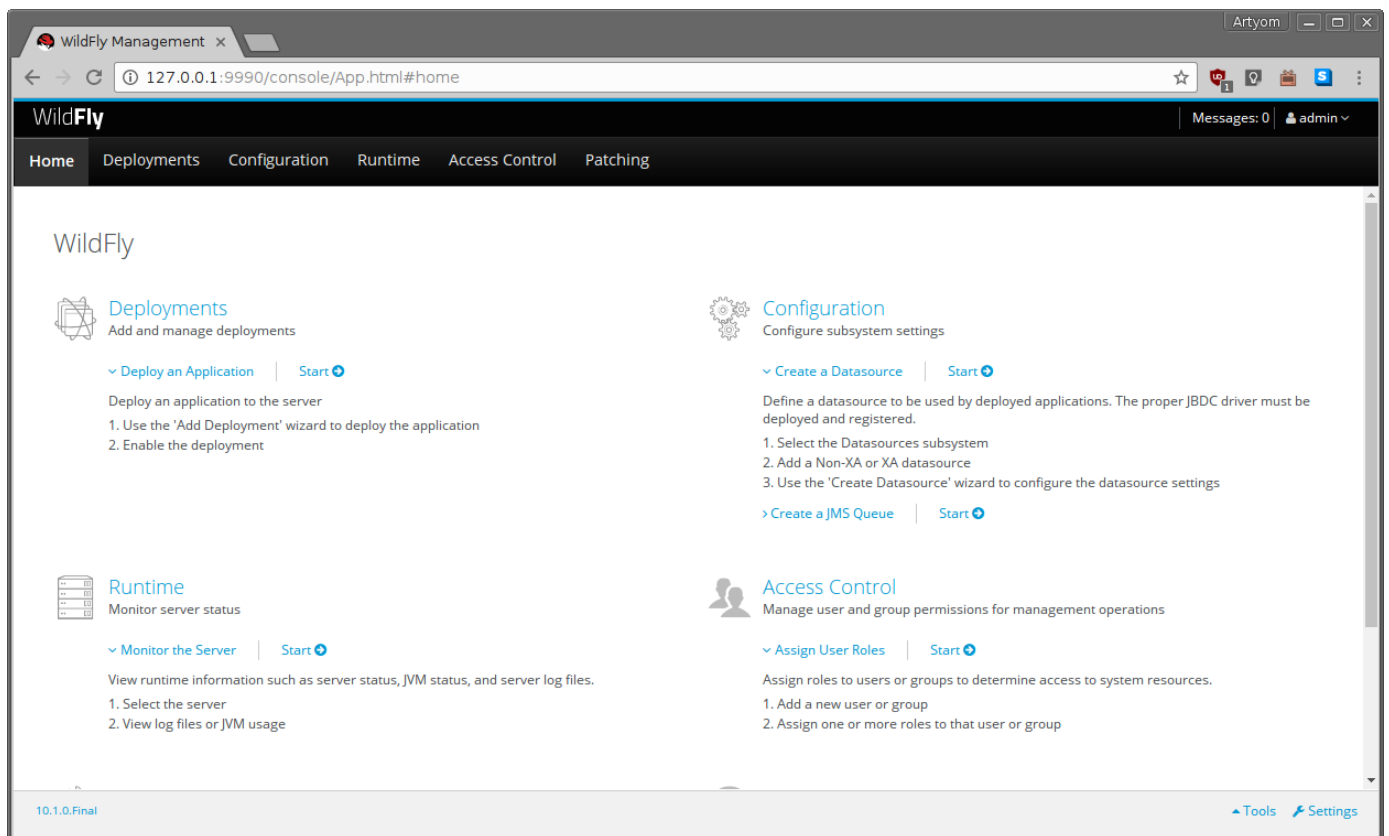 Artyom
WildFly Management
127.0.0.1:9990/console/App.html#home
1
S
WildFly
Messages: 0
admin
Home Deployments Configuration Runtime Access Control Patching
WildFly
Deployments
Add and manage deployments
Deploy an Application
Start
Deploy an application to the server
1. Use the 'Add Deployment' wizard to deploy the application
2. Enable the deployment
Configuration
Configure subsystem settings
Create a Datasource
Start
Define a datasource to be used by deployed applications. The proper JBDC driver must be
deployed and registered.
1. Select the Datasources subsystem
2. Add a Non-XA or XA datasource
3. Use the 'Create Datasource' wizard to configure the datasource settings
Create a JMS Queue
Start
Runtime
Monitor server status
Monitor the Server
Start
View runtime information such as server status, JVM status, and server log files.
1. Select the server
2. View log files or JVM usage
Access Control
Manage user and group permissions for management operations
Assign User Roles
Start
Assign roles to users or groups to determine access to system resources.
1. Add a new user or group
2. Assign one or more roles to that user or group
10.1.0.Final
Tools
Settings